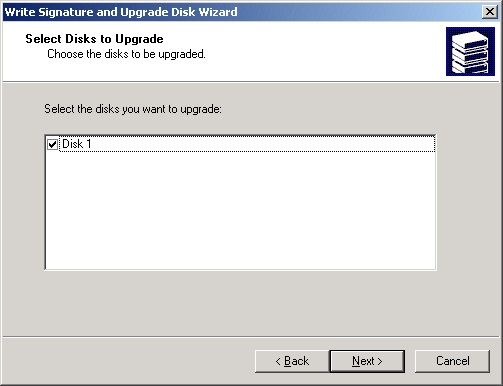 Write Signature and Upgrade Disk Wizard
Select Disks to Upgrade
Choose the disks to be upgraded.
Select the disks you want to upgrade:
Disk 1
< Back
Next >
Cancel